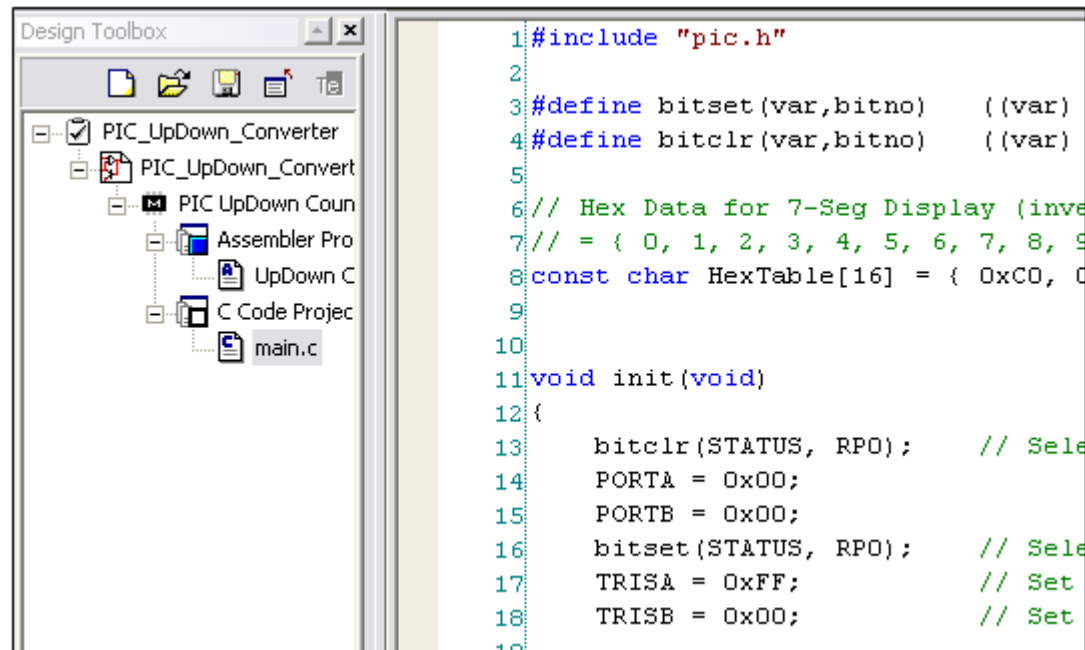 Design Toolbox
PIC_UpDown_Converter
PIC_UpDown_Convert
PIC UpDown Coun
Assembler Pro
UpDown C
C Code Projec
main.c
1 #include "pic.h"
2
3 #define bitset(var,bitno) ((var)
4 #define bitclr(var,bitno) ((var)
5
6 // Hex Data for 7-Seg Display (inve
7 // = { 0, 1, 2, 3, 4, 5, 6, 7, 8, 9
8 const char HexTable[16] = { 0xC0, 0
9
10
11 void init(void)
12 {
13 bitclr(STATUS, RP0); // Sele
14 PORTA = 0x00;
15 PORTB = 0x00;
16 bitset(STATUS, RP0); // Sele
17 TRISA = 0xFF; // Set
18 TRISB = 0x00; // Set